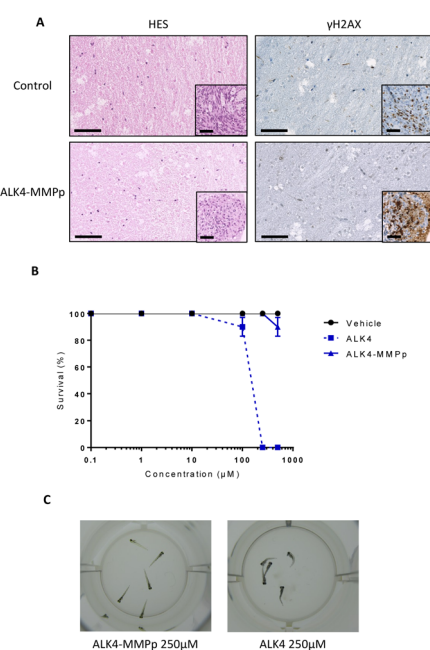 A
HES
γH2AX
Control
ALK4-MMPp
B
100
80
60
40
20
0
Survival (%)
0.1
1
10
100
1000
Concentration (µM)
Vehicle
ALK4
ALK4-MMPp
C
ALK4-MMPp 250µM
ALK4 250µM